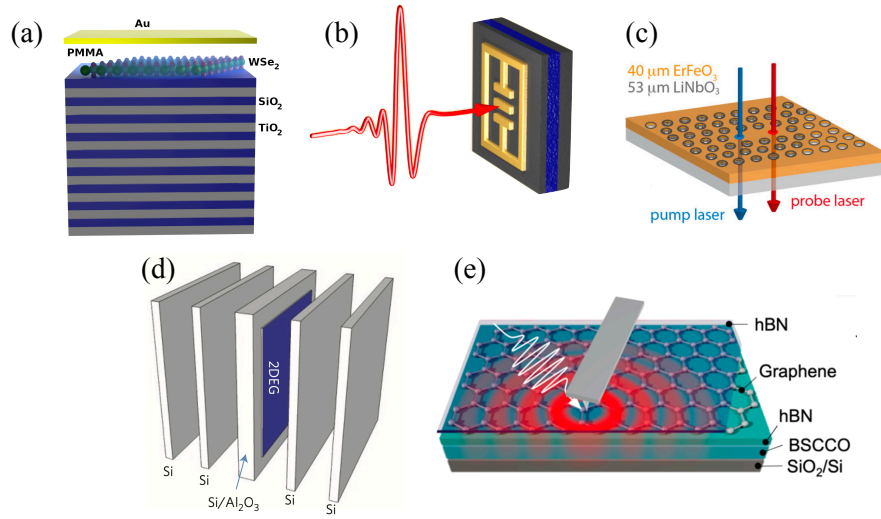 (a)
Au
PMMA
WSe2
SiO2
TiO2
(b)
(c)
40 μm ErFeO3
53 μm LiNbO3
pump laser
probe laser
(d)
2DEG
Si
Si
Si/Al2O3
Si
Si
(e)
hBN
Graphene
hBN
BSCCO
SiO2/Si